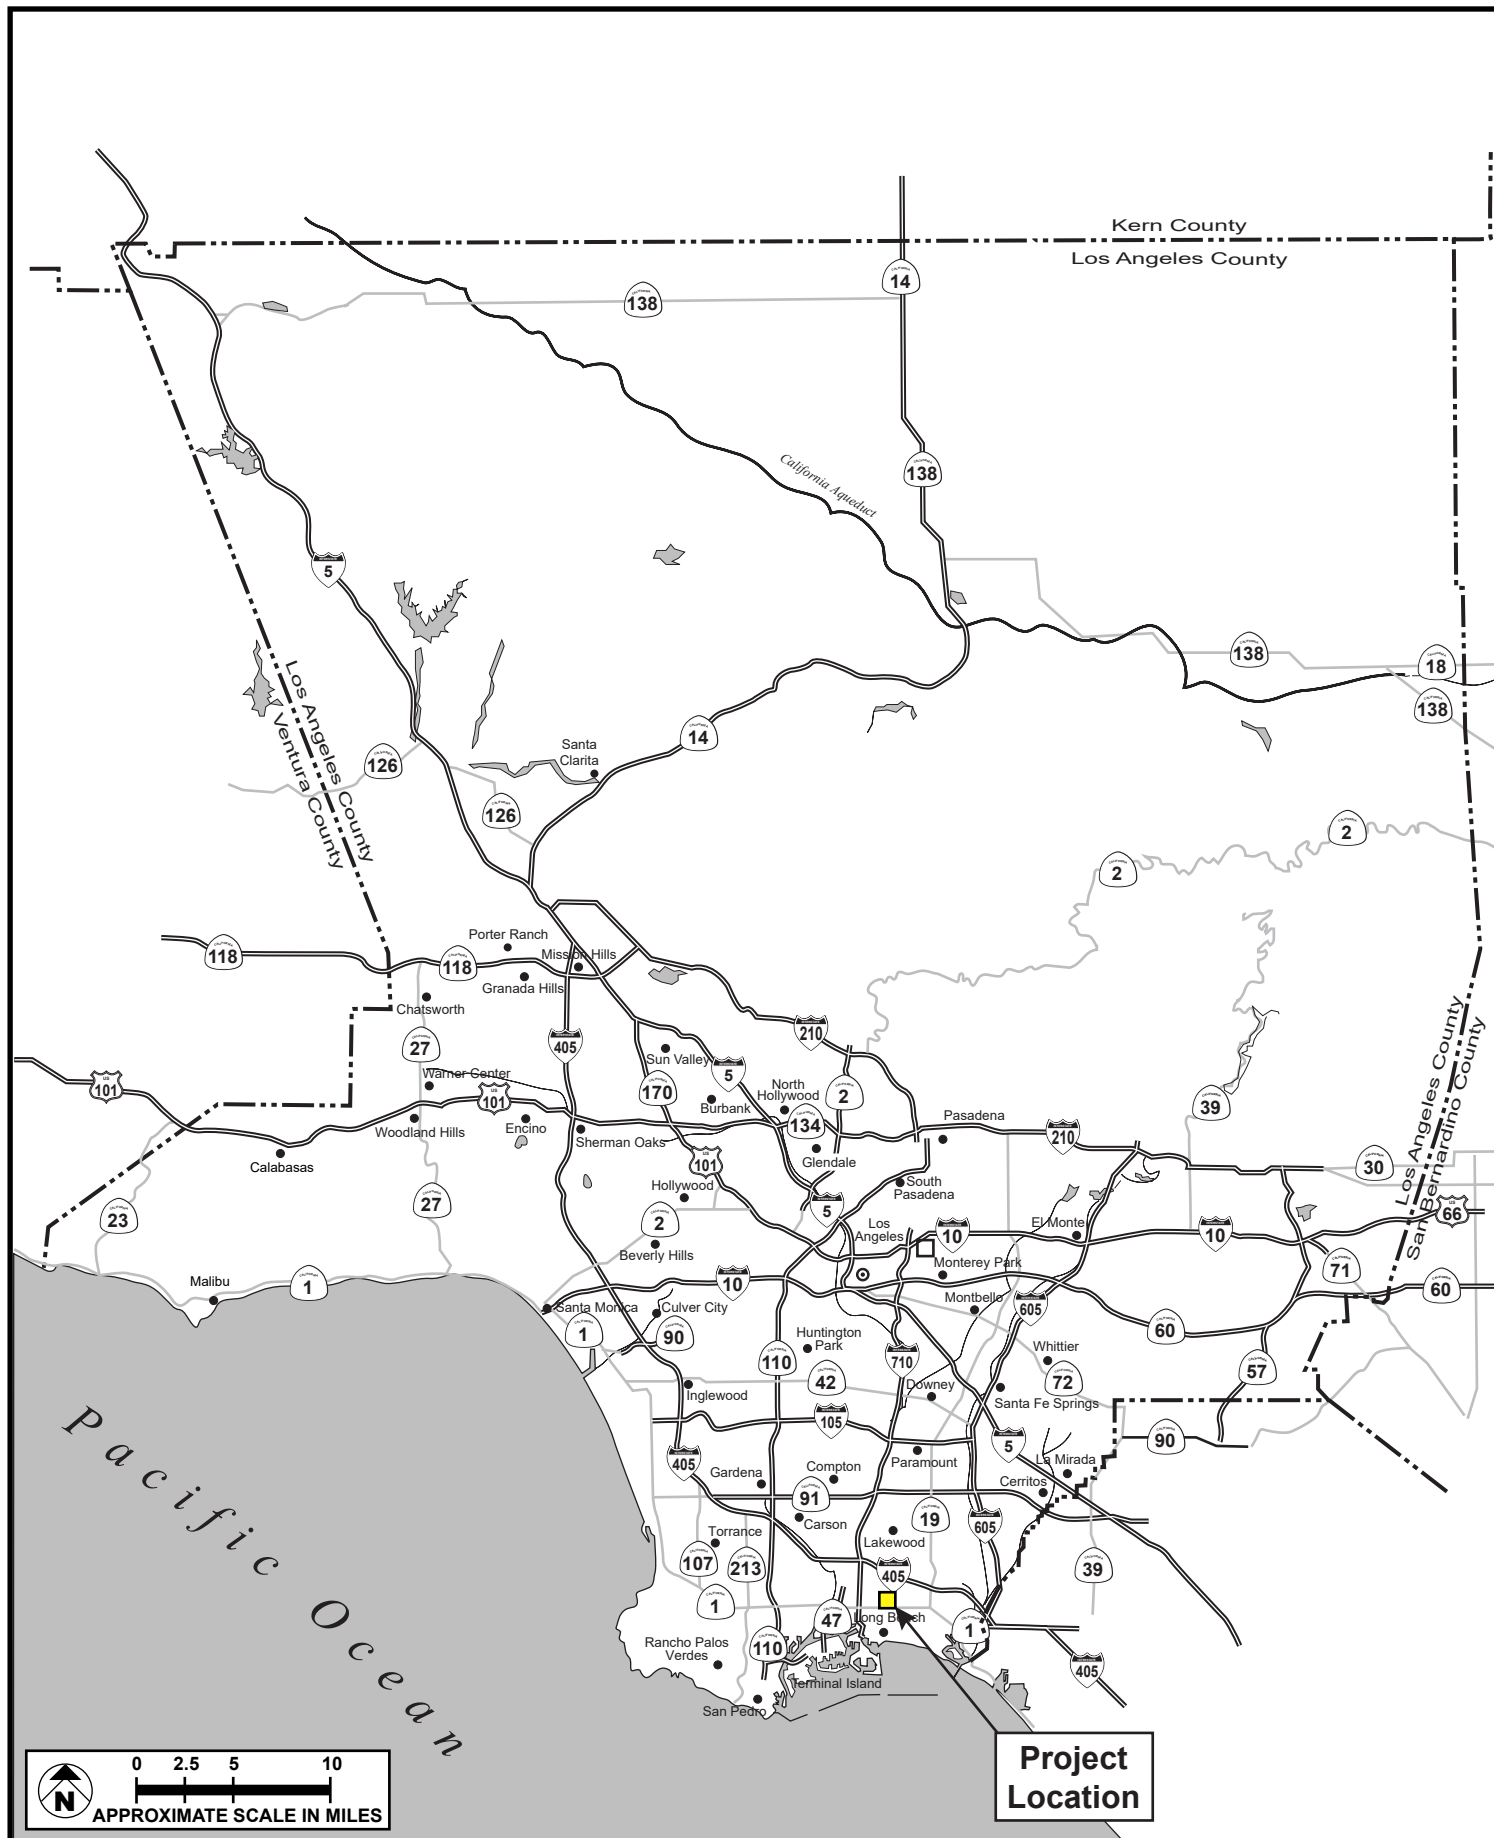 Kern County
Los Angeles County
14
138
138
California Aqueduct
5
138
18
138
Los Angeles County
Ventura County
14
Santa
Clarita
126
126
2
2
Porter Ranch
118
Mission Hills
118
Granada Hills
Chatsworth
Los Angeles County
San Bernardino County
210
405
27
Sun Valley
5
Warner Center
101
101
170
North
Hollywood
2
Burbank
39
134
Pasadena
Encino
Woodland Hills
Sherman Oaks
210
101
Glendale
Calabasas
30
Hollywood
South
Pasadena
27
23
2
5
66
Los
Angeles
10
El Monte
10
Beverly Hills
Monterey Park
71
Malibu
1
10
60
Santa Monica
Culver City
Montbello
605
1
90
60
Huntington
Park
Whittier
110
710
57
42
72
Inglewood
Downey
Santa Fe Springs
105
5
90
405
Paramount
La Mirada
Gardena
Compton
Cerritos
91
19
605
Carson
Torrance
Lakewood
107
213
405
39
1
47
Long Beach
1
Rancho Palos
Verdes
110
405
Terminal Island
San Pedro
Pacific Ocean
Project
Location
N
0 2.5 5 10
APPROXIMATE SCALE IN MILES